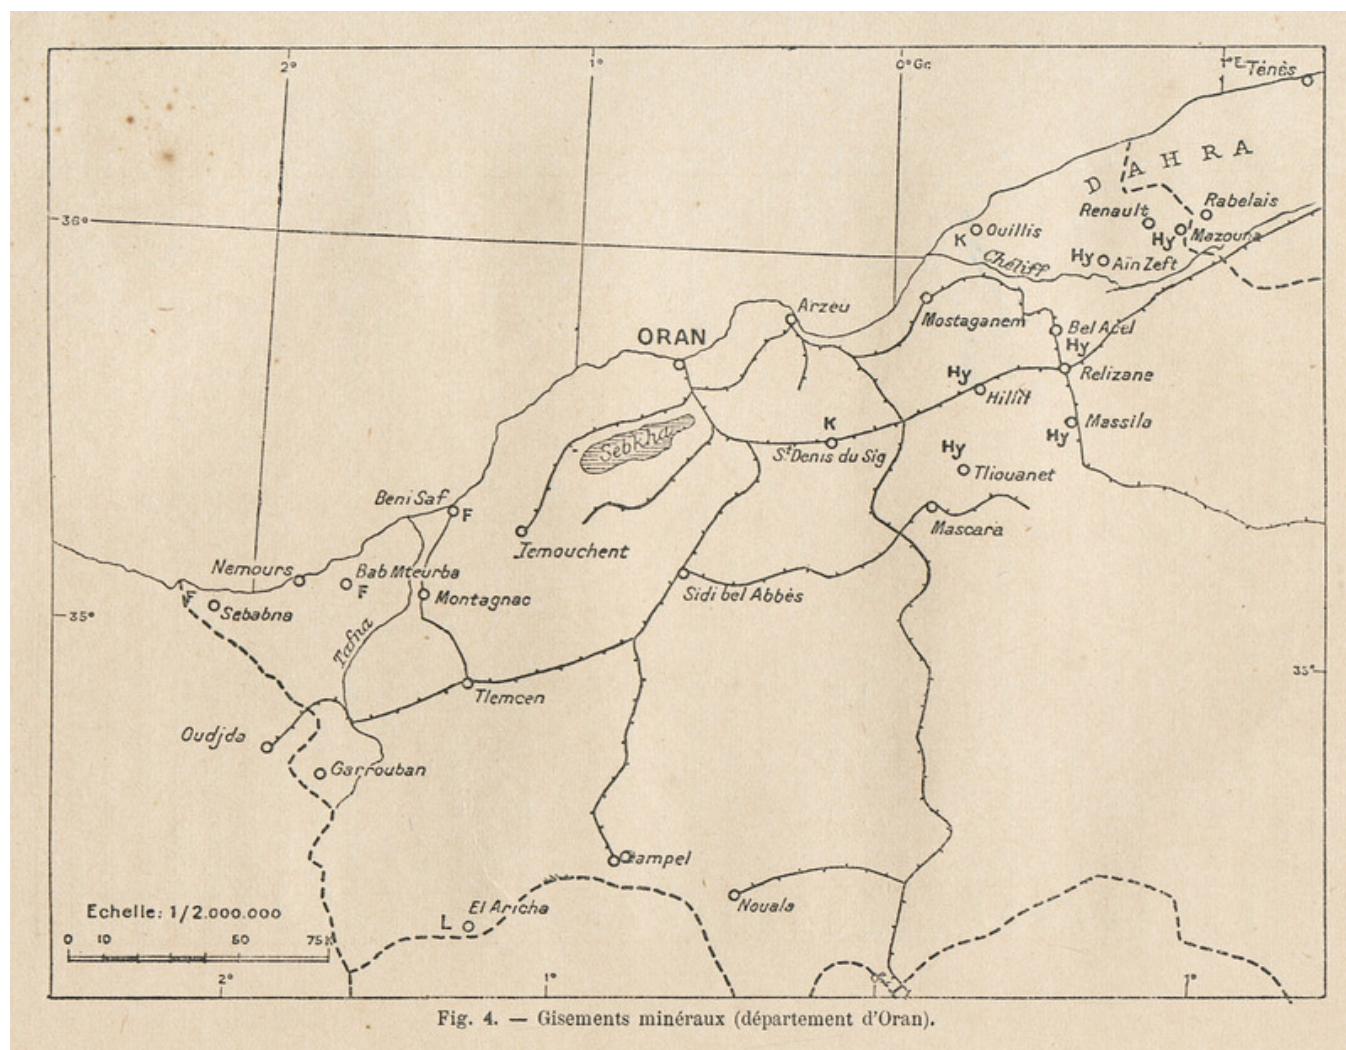 2°
1°
0° Gr.
1° E.
Ténès
DAHRA
36°
Renault
Rabelais
Hy
Mazouna
K
Ouillis
Chéliff
Hy
Aïn Zeft
Arzeu
Mostaganem
ORAN
Bel Acel
Hy
Relizane
Hy
Hillil
Sebkha
K
St Denis du Sig
Massila
Hy
Hy
Tliouanet
Beni Saf
F
Temouchent
Mascara
Nemours
Bab Mteurba
F
F
Sebabna
Montagnac
Sidi bel Abbès
35°
Tafna
35°
Tlemcen
Oudjda
Garrouban
Nouala
El Aricha
L
Echelle: 1/2.000.000
0 10 50 75K
2°
1°
1°
Fig. 4. — Gisements minéraux (département d'Oran).